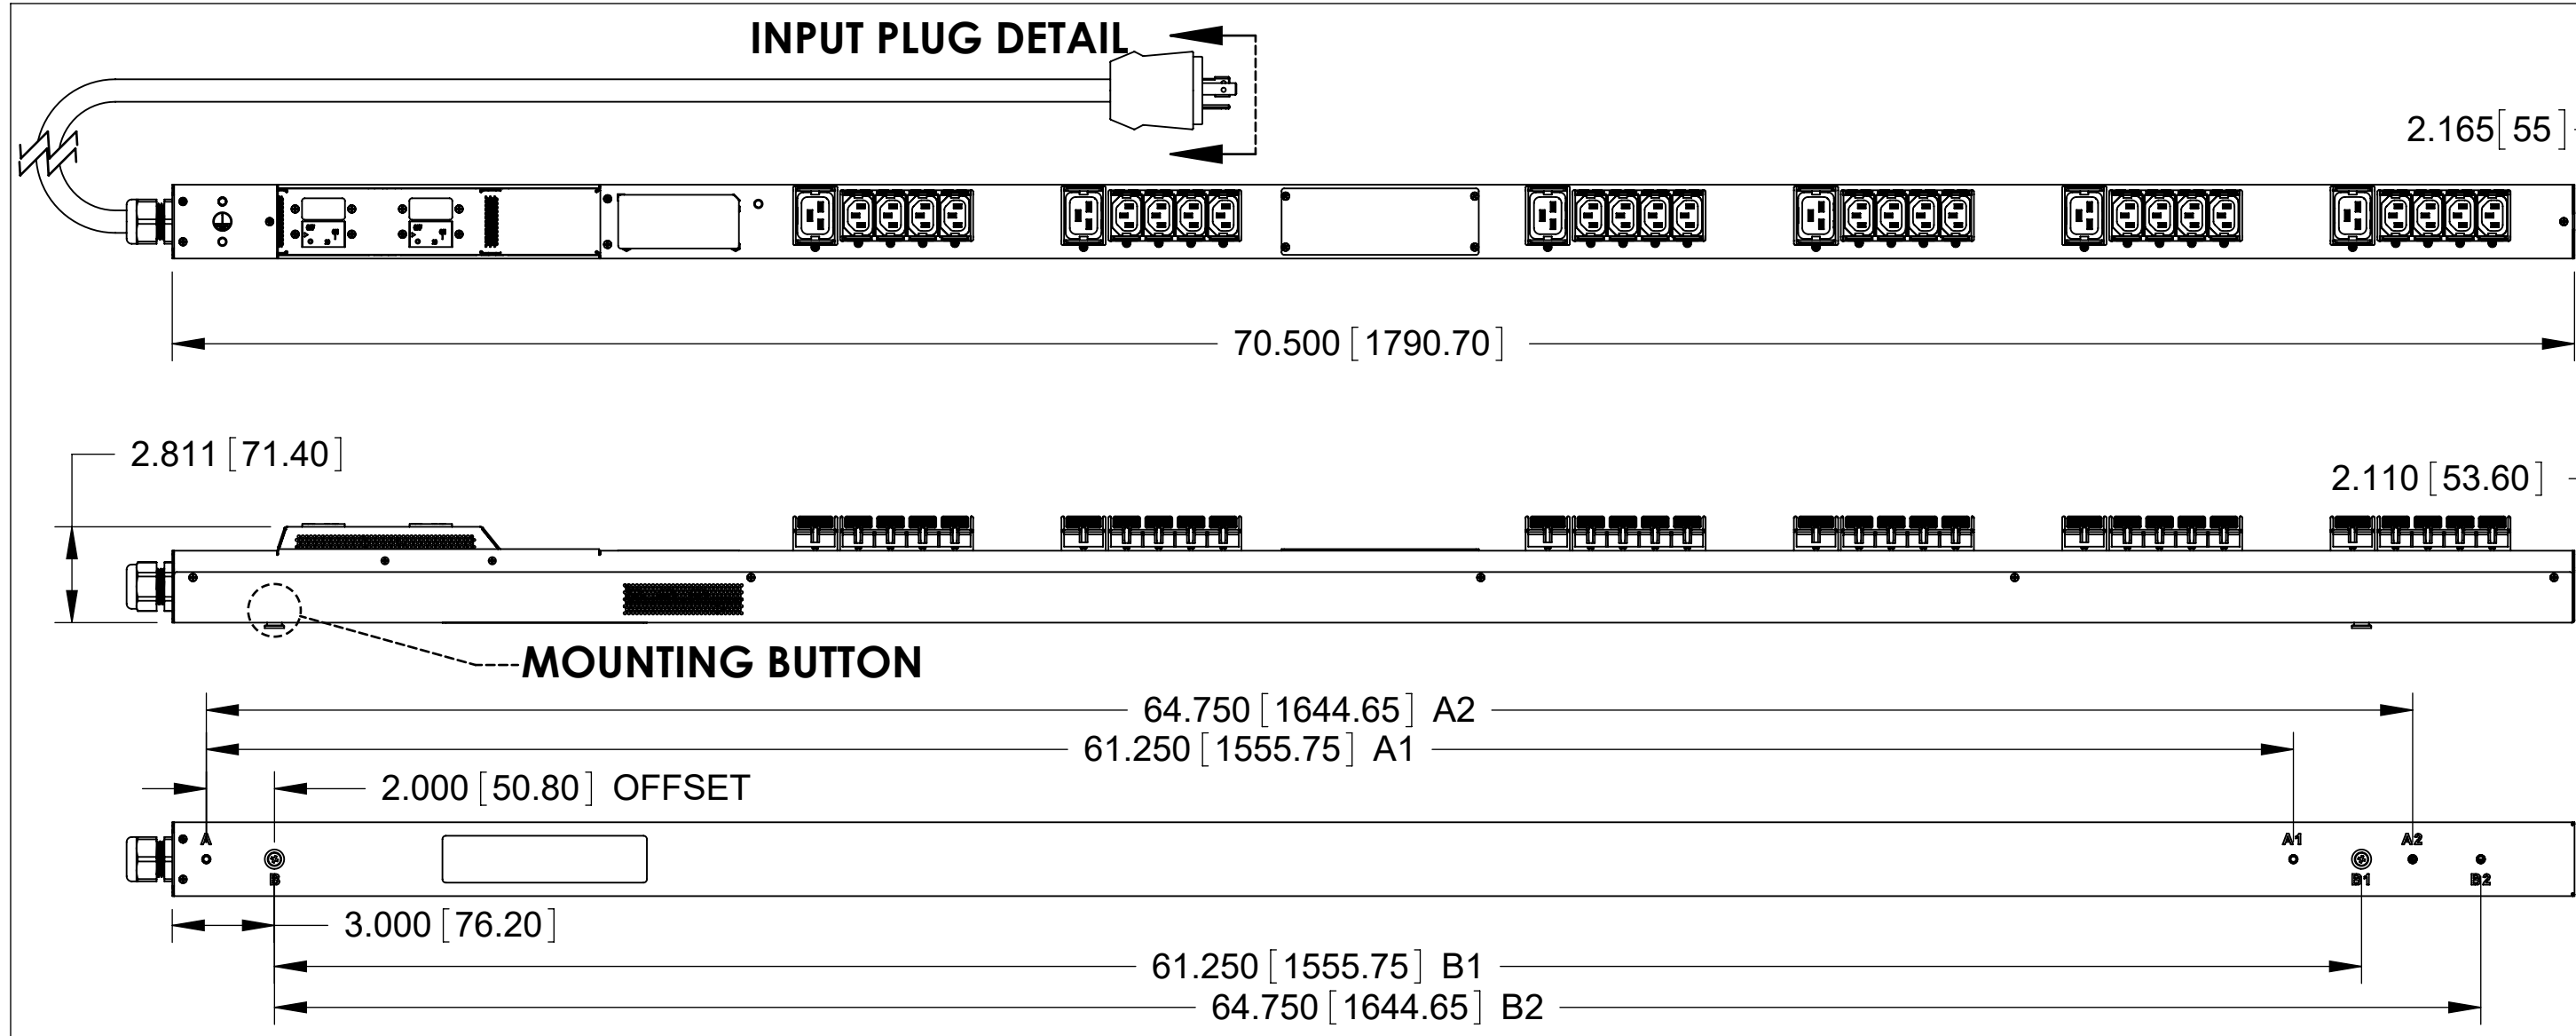 INPUT PLUG DETAIL
2.165[55]
70.500[1790.70]
2.811[71.40]
2.110[53.60]
MOUNTING BUTTON
64.750[1644.65] A2
61.250[1555.75] A1
2.000[50.80] OFFSET
A
A1
A2
B
B1
B2
3.000[76.20]
61.250[1555.75] B1
64.750[1644.65] B2